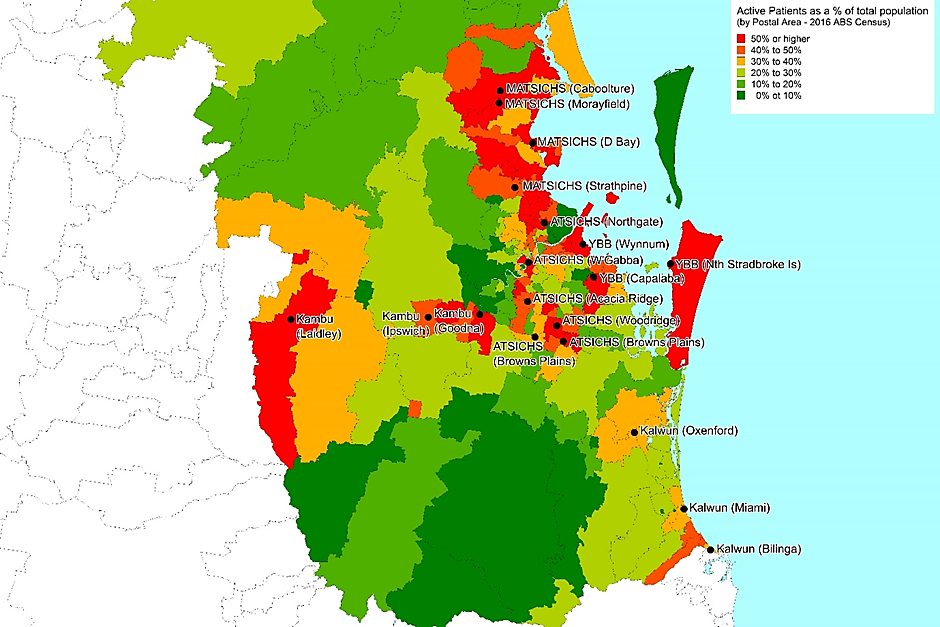 Active Patients as a % of total population
(by Postal Area - 2016 ABS Census)
50% or higher
40% to 50%
30% to 40%
20% to 30%
10% to 20%
0% ot 10%
MATSICHS (Caboolture)
MATSICHS (Morayfield)
MATSICHS (D Bay)
MATSICHS (Strathpine)
ATSICHS (Northgate)
YBB (Wynnum)
ATSICHS (W'Gabba)
YBB (Nth Stradbroke Is)
YBB (Capalaba)
ATSICHS (Acacia Ridge)
Kambu
(Laidley)
Kambu
(Ipswich)
Kambu
(Goodna)
ATSICHS (Woodridge)
ATSICHS (Browns Plains)
ATSICHS
(Browns Plains)
Kalwun (Oxenford)
Kalwun (Miami)
Kalwun (Bilinga)